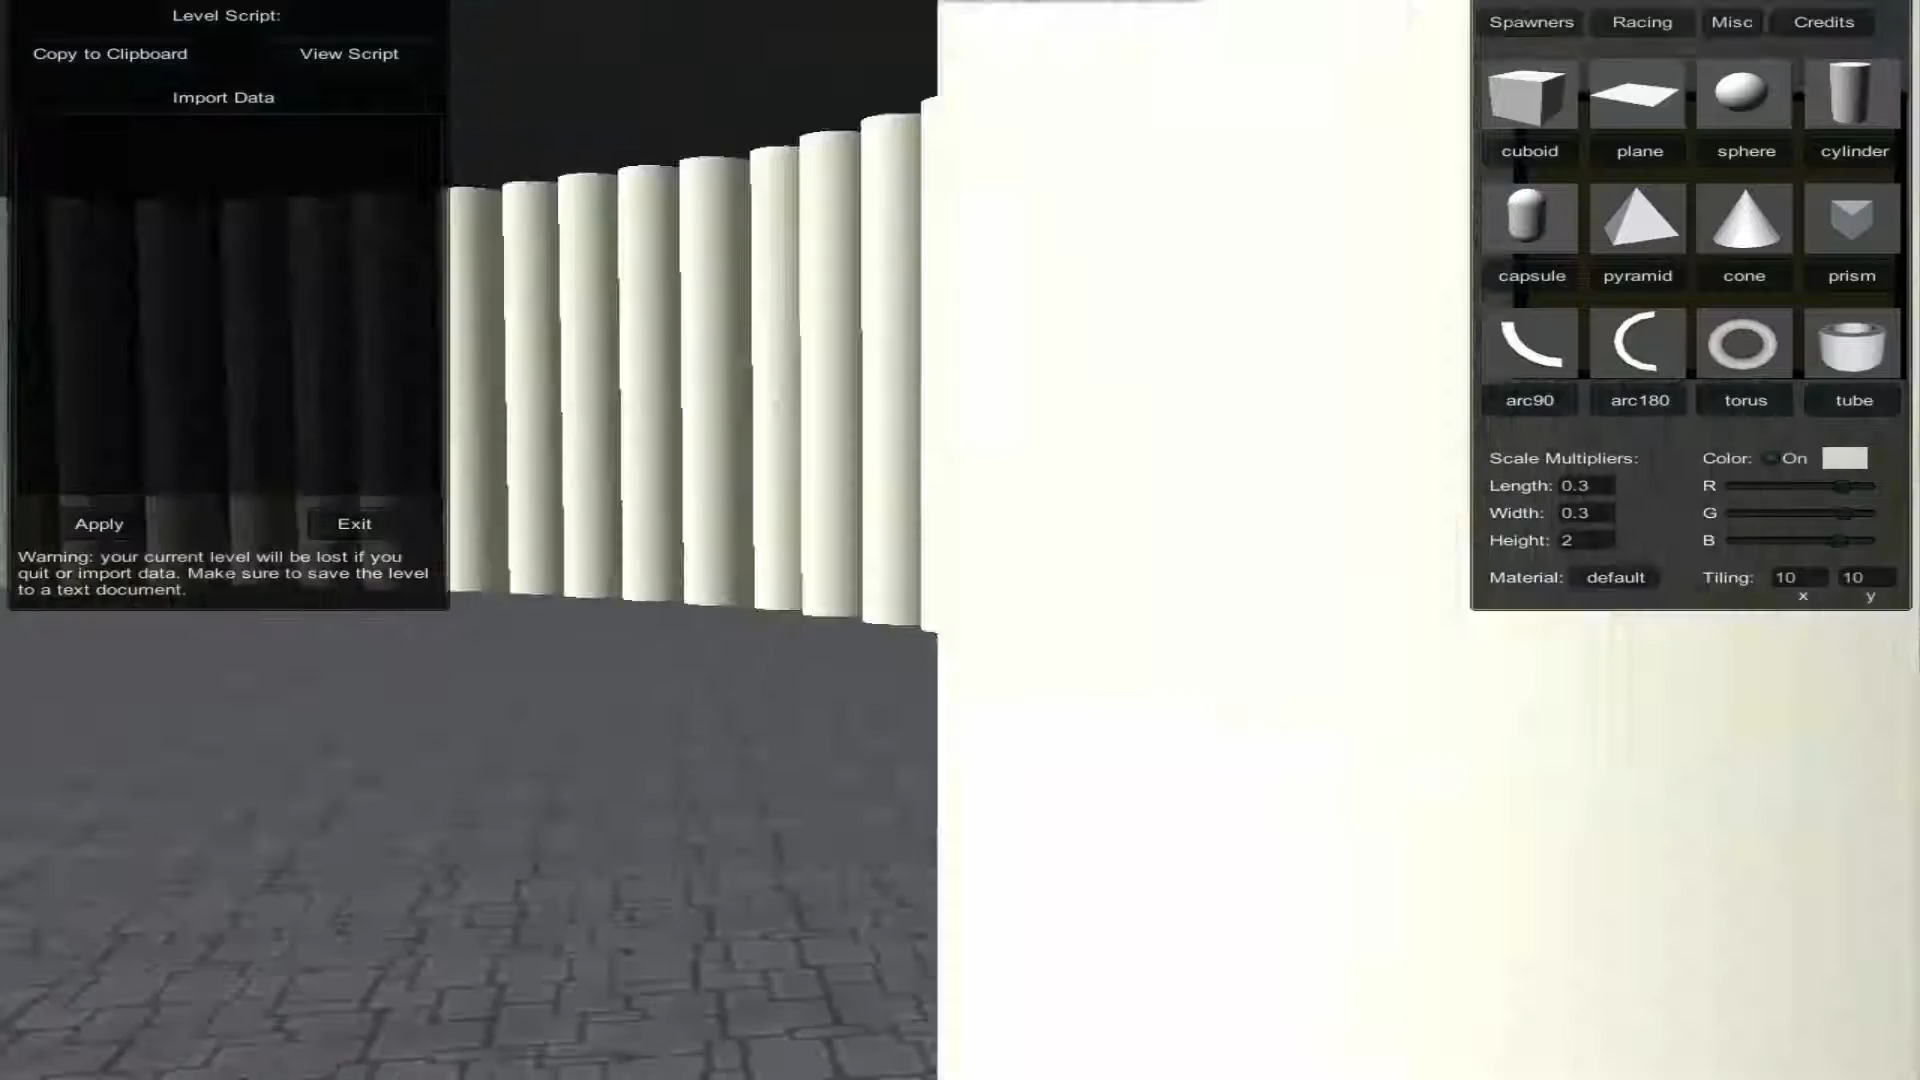 Level Script:
Copy to Clipboard View Script
Import Data
Apply Exit
Warning: your current level will be lost if you
quit or import data. Make sure to save the level
to a text document.
Spawners Racing Misc Credits
cuboid plane sphere cylinder
capsule pyramid cone prism
arc90 arc180 torus tube
Scale Multipliers: Color: On
Length: 0.3 R
Width: 0.3 G
Height: 2 B
Material: default Tiling: 10 10
x y